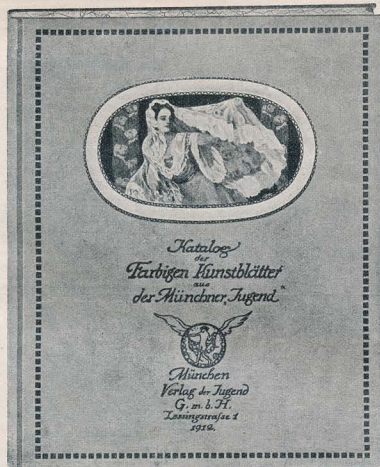 Katalog
der
Farbigen Kunstblätter
aus
der Münchner „Jugend“
München
Verlag der Jugend
G. m. b. H.
Lessingstraße 1
1912.